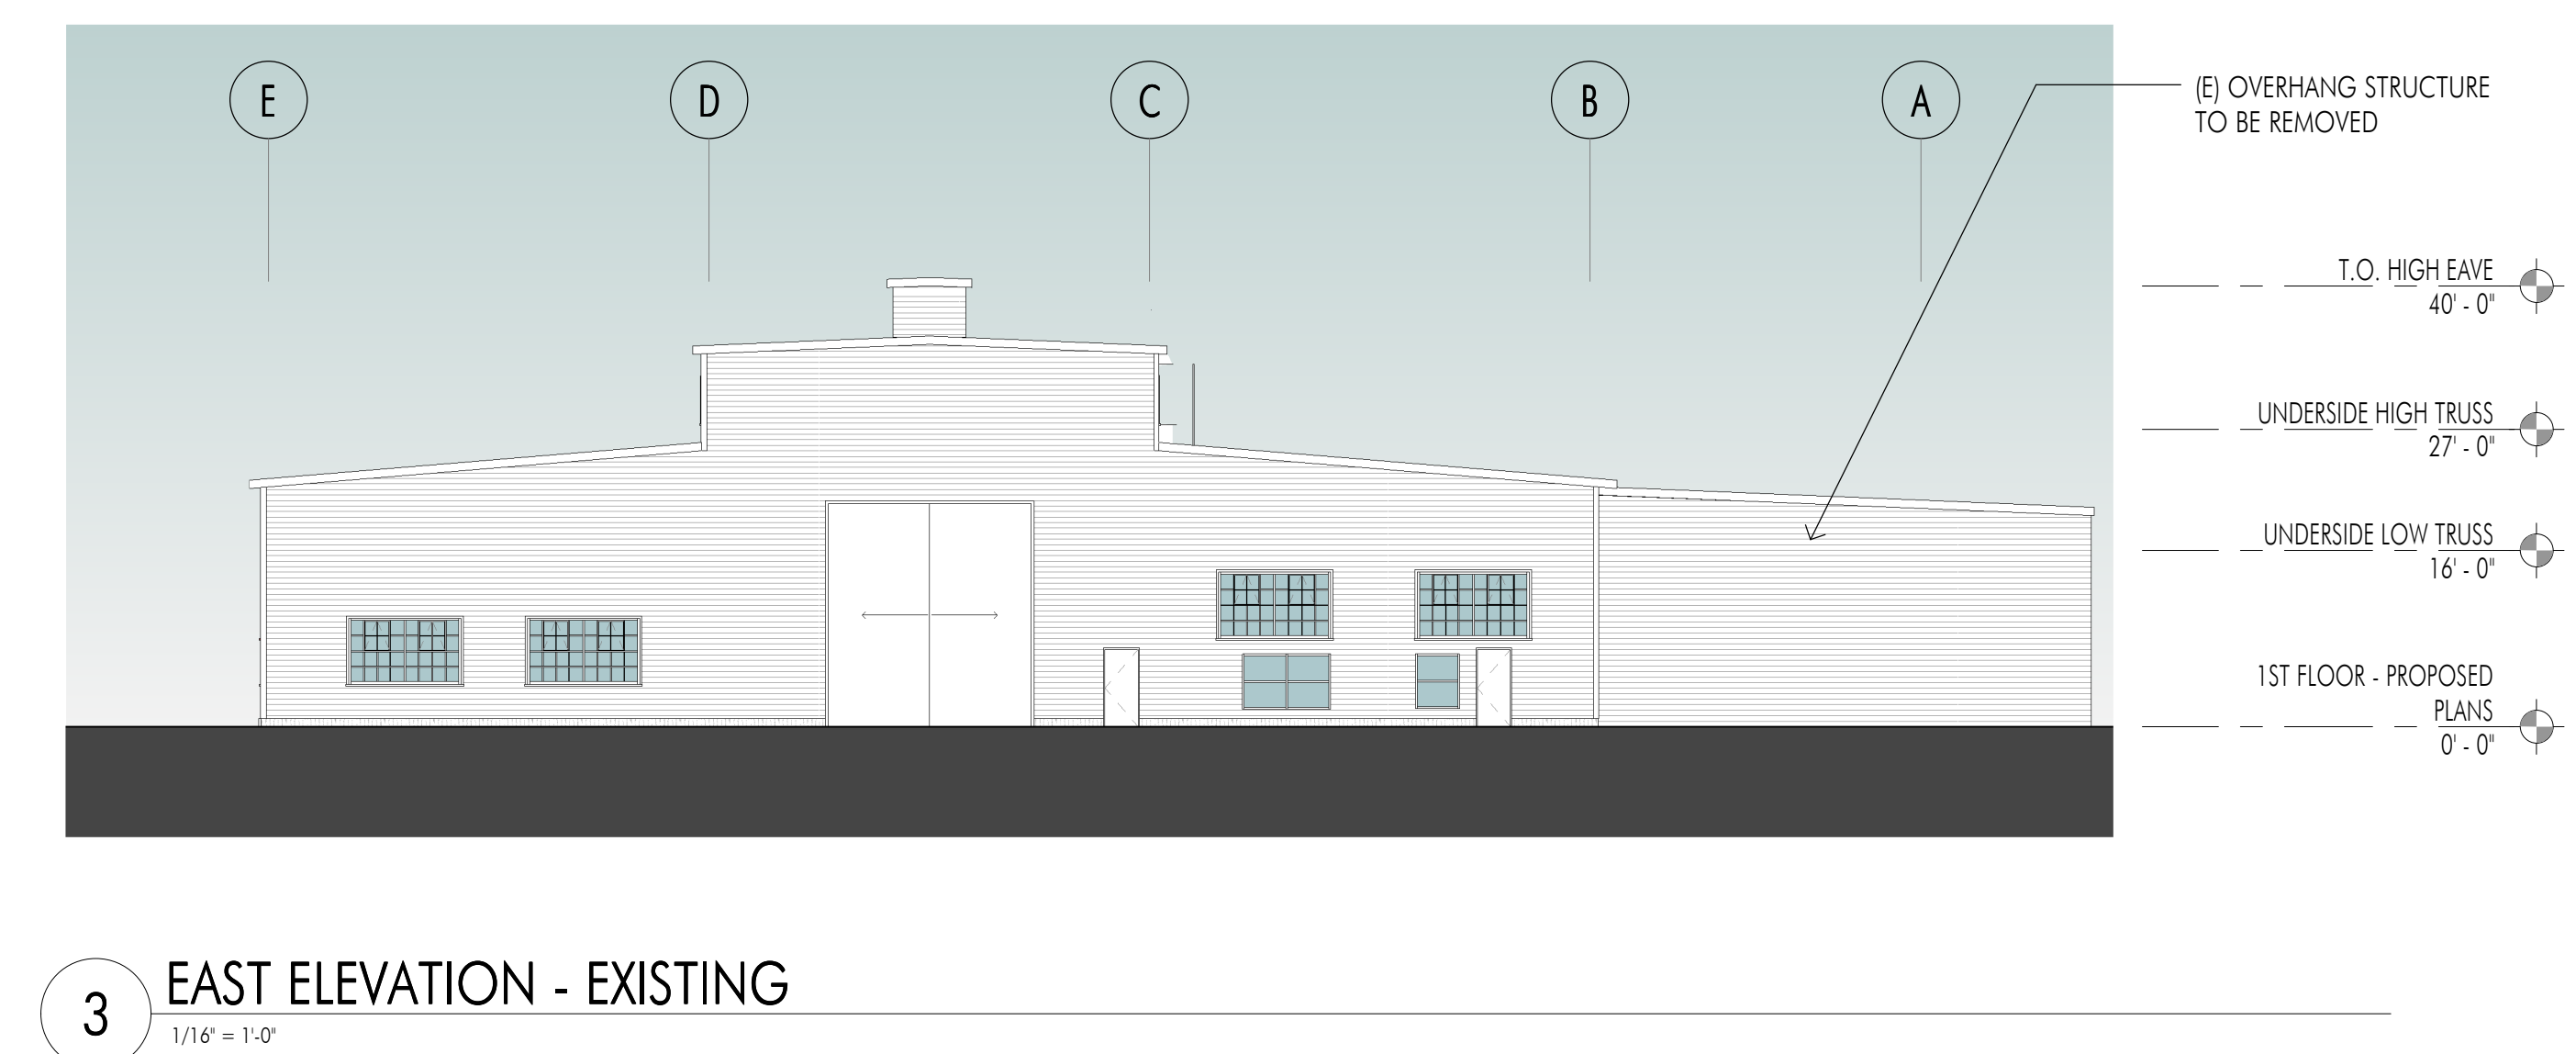 E D C B A
(E) OVERHANG STRUCTURE
TO BE REMOVED
T.O. HIGH EAVE
40' - 0"
UNDERSIDE HIGH TRUSS
27' - 0"
UNDERSIDE LOW TRUSS
16' - 0"
1ST FLOOR - PROPOSED
PLANS
0' - 0"
3 EAST ELEVATION - EXISTING
1/16" = 1'-0"